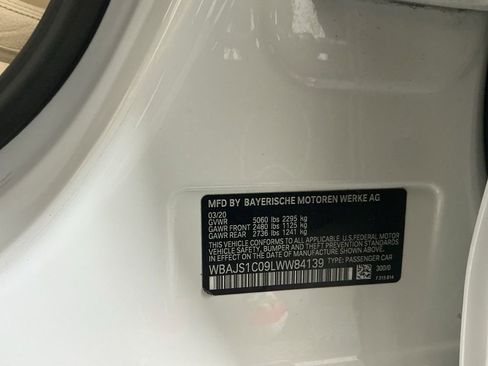 MFD BY BAYERISCHE MOTOREN WERKE AG
03/20
GVWR 5060 lbs 2295 kg
GAWR FRONT 2480 lbs 1125 kg
GAWR REAR 2736 lbs 1241 kg
THIS VEHICLE CONFORMS TO ALL APPLICABLE U.S. FEDERAL MOTOR
VEHICLE SAFETY, BUMPER AND THEFT PREVENTION STANDARDS
IN EFFECT ON THE DATE OF MANUFACTURE SHOWN ABOVE.
WBAJS1C09LWW84139 TYPE: PASSENGER CAR
300/0